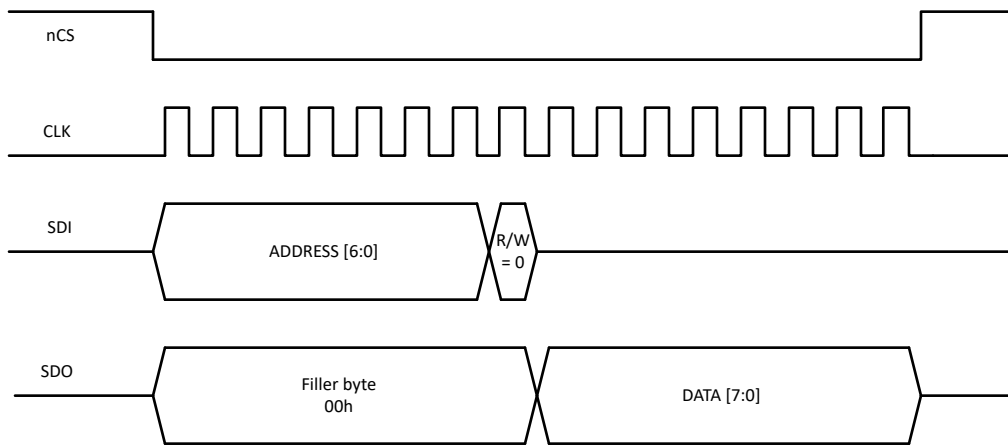 nCS
CLK
SDI
ADDRESS [6:0]
R/W
= 0
SDO
Filler byte
00h
DATA [7:0]